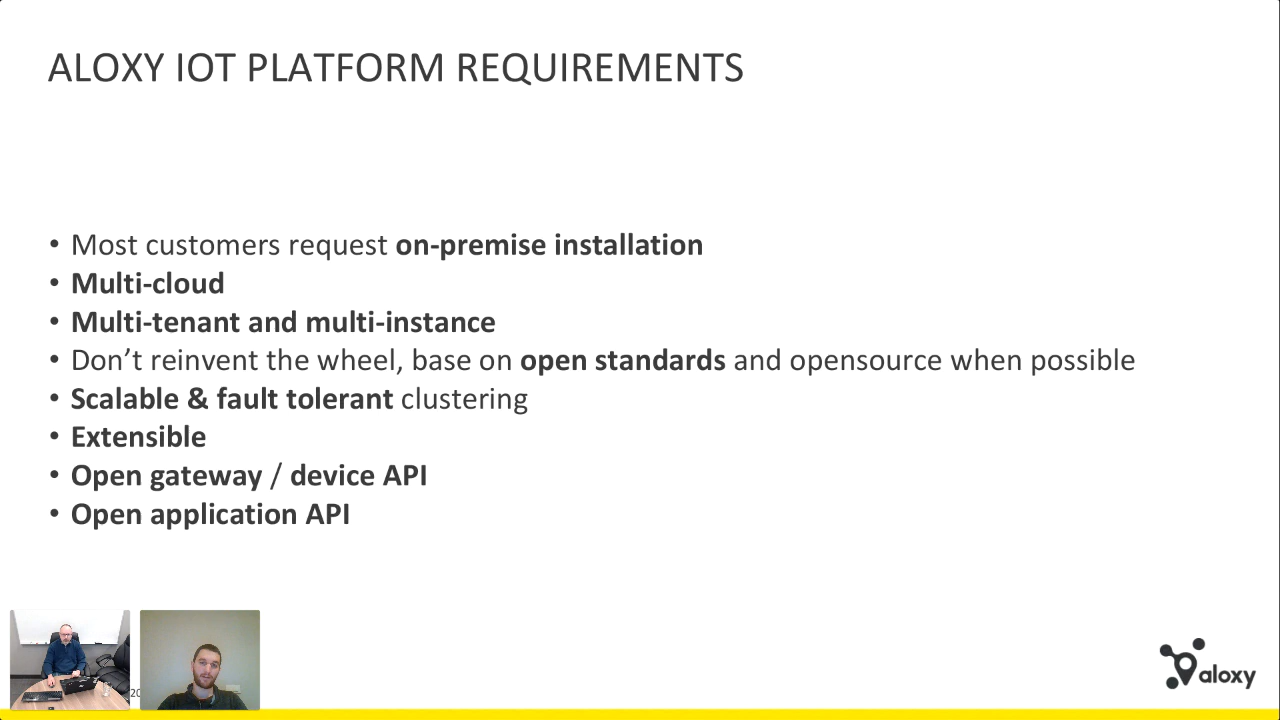 ALOXY IOT PLATFORM REQUIREMENTS
• Most customers request on-premise installation
• Multi-cloud
• Multi-tenant and multi-instance
• Don’t reinvent the wheel, base on open standards and opensource when possible
• Scalable & fault tolerant clustering
• Extensible
• Open gateway / device API
• Open application API
aloxy